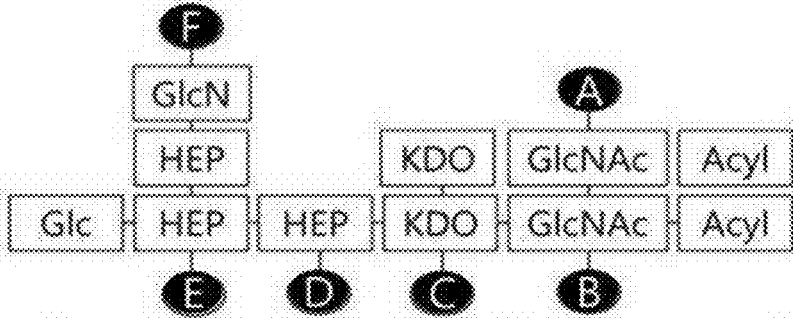 F
GlcN
A
HEP
KDO
GlcNAc
Acyl
Glc
HEP
HEP
KDO
GlcNAc
Acyl
E
D
C
B